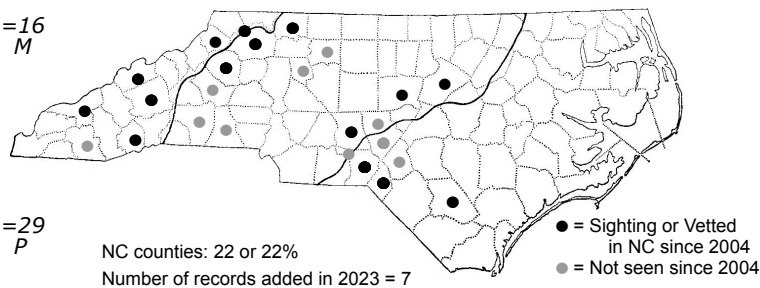 =16
M
=29
P
NC counties: 22 or 22%
Number of records added in 2023 = 7
= Sighting or Vetted
in NC since 2004
= Not seen since 2004